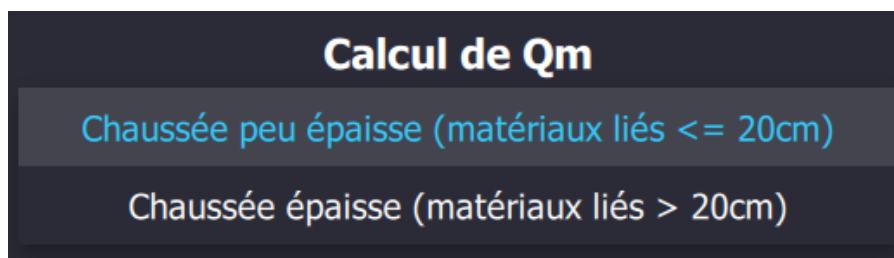 Calcul de Qm
Chaussée peu épaisse (matériaux liés <= 20cm)
Chaussée épaisse (matériaux liés > 20cm)